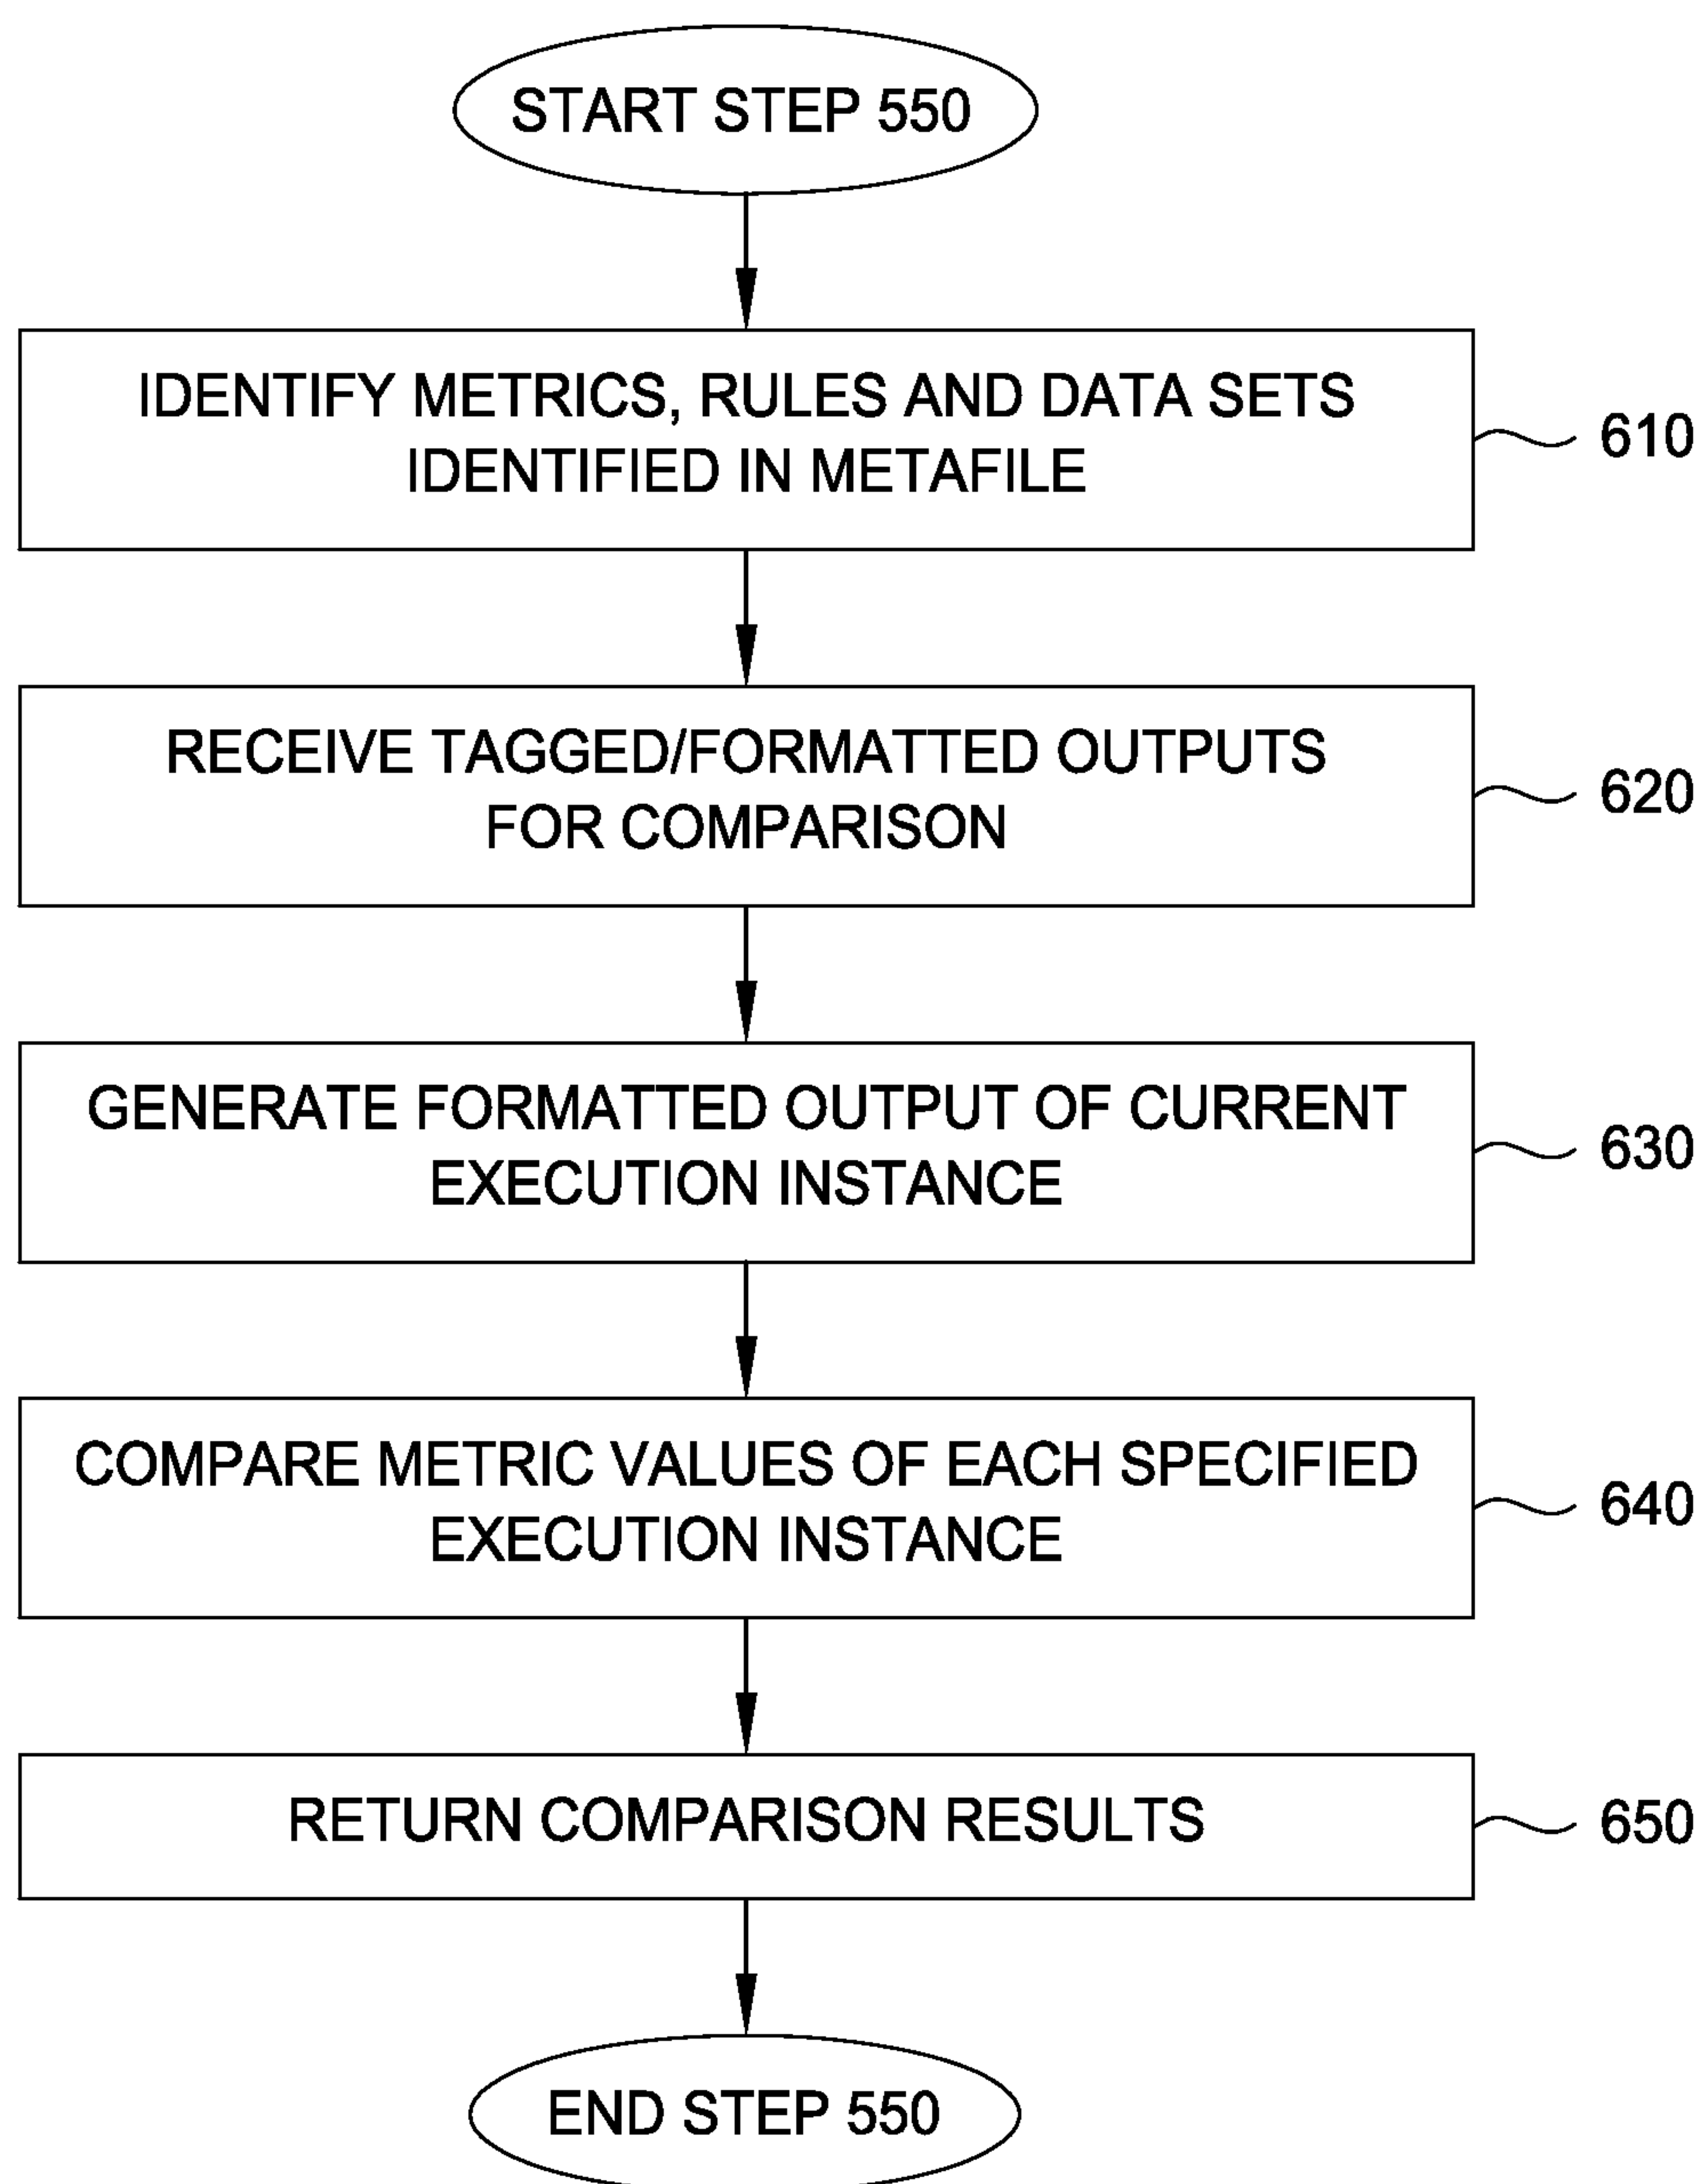 START STEP 550
IDENTIFY METRICS, RULES AND DATA SETS
IDENTIFIED IN METAFILE
610
RECEIVE TAGGED/FORMATTED OUTPUTS
FOR COMPARISON
620
GENERATE FORMATTED OUTPUT OF CURRENT
EXECUTION INSTANCE
630
COMPARE METRIC VALUES OF EACH SPECIFIED
EXECUTION INSTANCE
640
RETURN COMPARISON RESULTS
650
END STEP 550